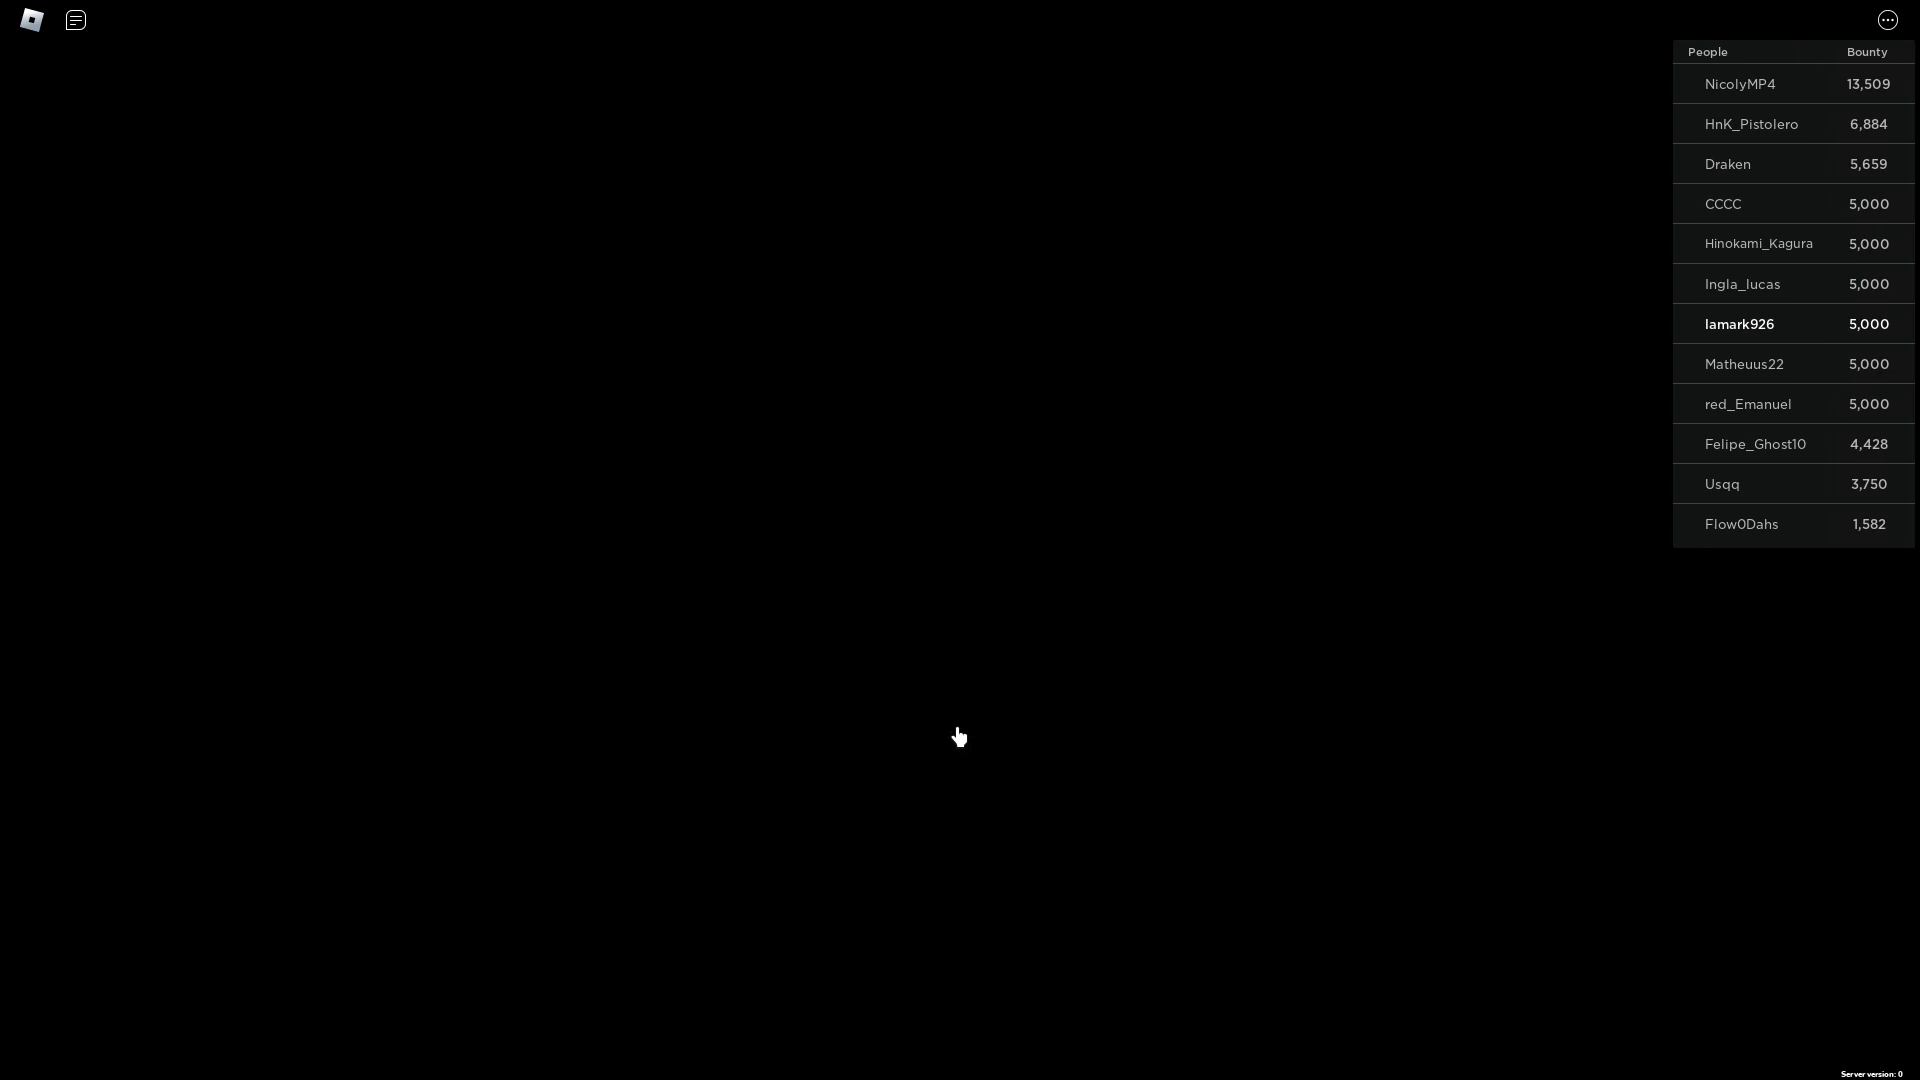 People Bounty
NicolyMP4 13,509
HnK_Pistolero 6,884
Draken 5,659
CCCC 5,000
Hinokami_Kagura 5,000
Ingla_lucas 5,000
lamark926 5,000
Matheuus22 5,000
red_Emanuel 5,000
Felipe_Ghost10 4,428
Usqq 3,750
Flow0Dahs 1,582
Server version: 0